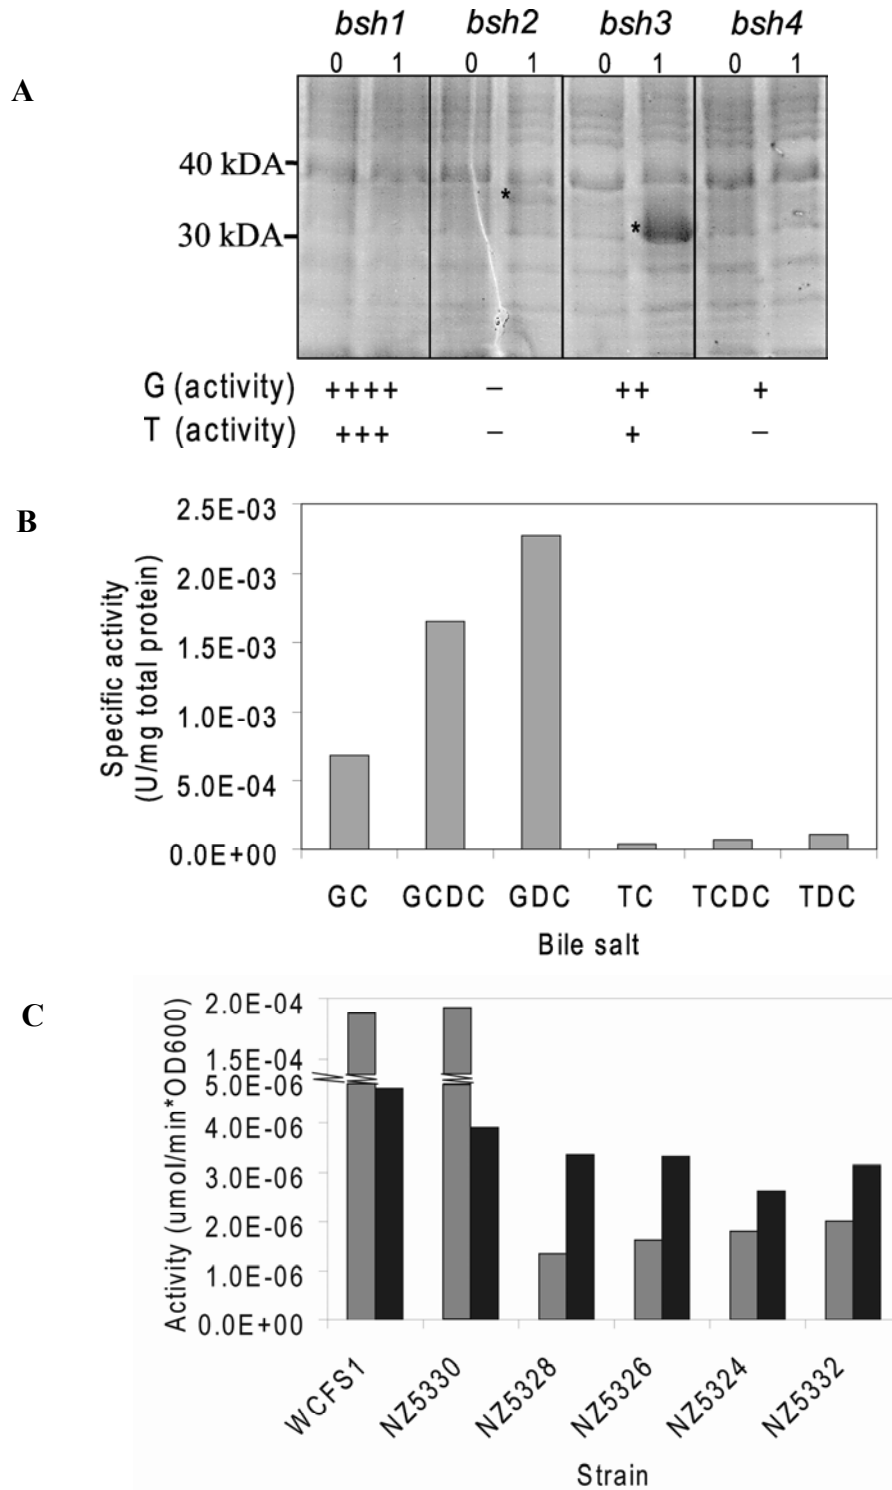 A
bsh1 bsh2 bsh3 bsh4
0 1 0 1 0 1 0 1
40 kDA
*
30 kDA
*
G (activity) ++++ – ++ +
T (activity) +++ – + –
B
Specific activity
(U/mg total protein)
2.5E-03
2.0E-03
1.5E-03
1.0E-03
5.0E-04
0.0E+00
GC GCDC GDC TC TCDC TDC
Bile salt
C
Activity (umol/min*OD600)
2.0E-04
1.5E-04
5.0E-06
4.0E-06
3.0E-06
2.0E-06
1.0E-06
0.0E+00
WCFS1 NZ5330 NZ5328 NZ5326 NZ5324 NZ5332
Strain